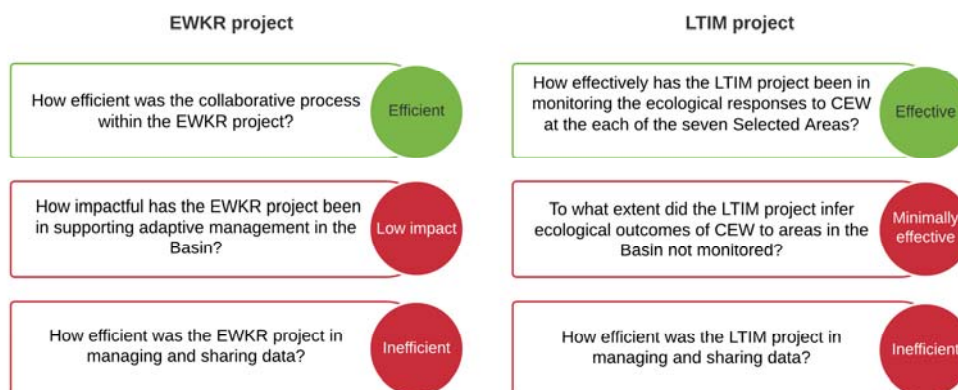 EWKR project
How efficient was the collaborative process
within the EWKR project?
Efficient
How impactful has the EWKR project been
in supporting adaptive management in the
Basin?
Low impact
How efficient was the EWKR project in
managing and sharing data?
Inefficient
LTIM project
How effectively has the LTIM project been in
monitoring the ecological responses to CEW
at the each of the seven Selected Areas?
Effective
To what extent did the LTIM project infer
ecological outcomes of CEW to areas in the
Basin not monitored?
Minimally
effective
How efficient was the LTIM project in
managing and sharing data?
Inefficient